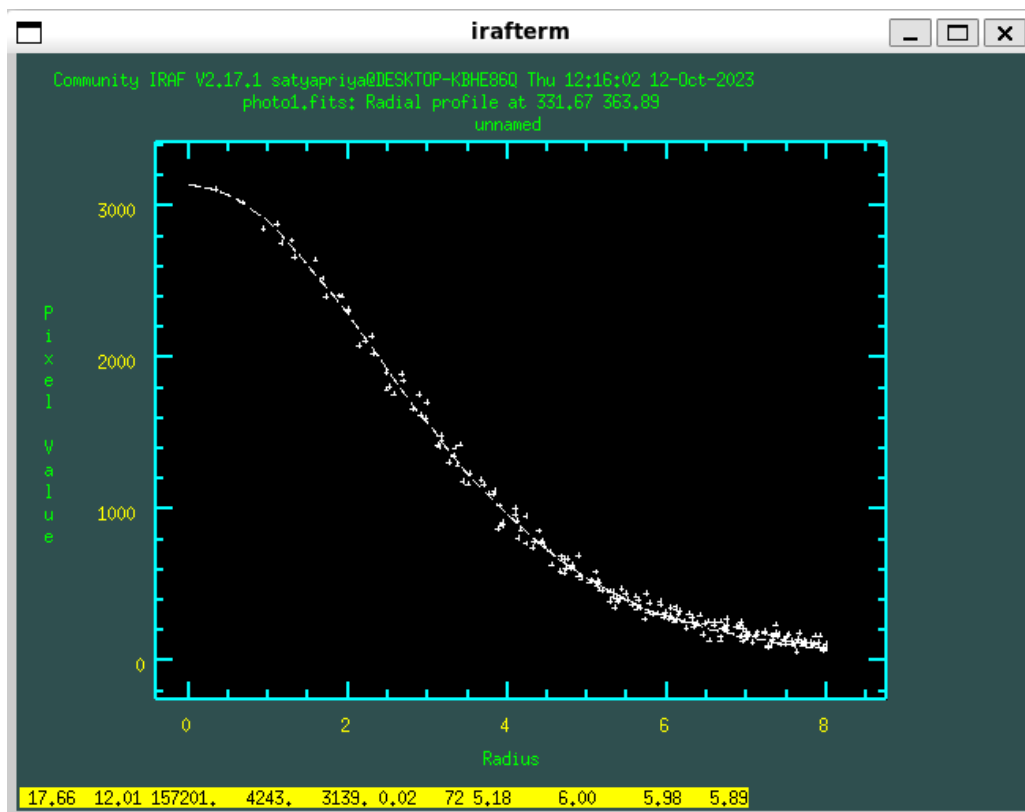 irafterm
Community IRAF V2.17.1 satyapriya@DESKTOP-KBHE86Q Thu 12:16:02 12-Oct-2023
photo1.fits: Radial profile at 331.67 363.89
unnamed
3000
2000
1000
0
Pixel Value
0 2 4 6 8
Radius
17.66 12.01 157201. 4243. 3139. 0.02 72 5.18 6.00 5.98 5.89